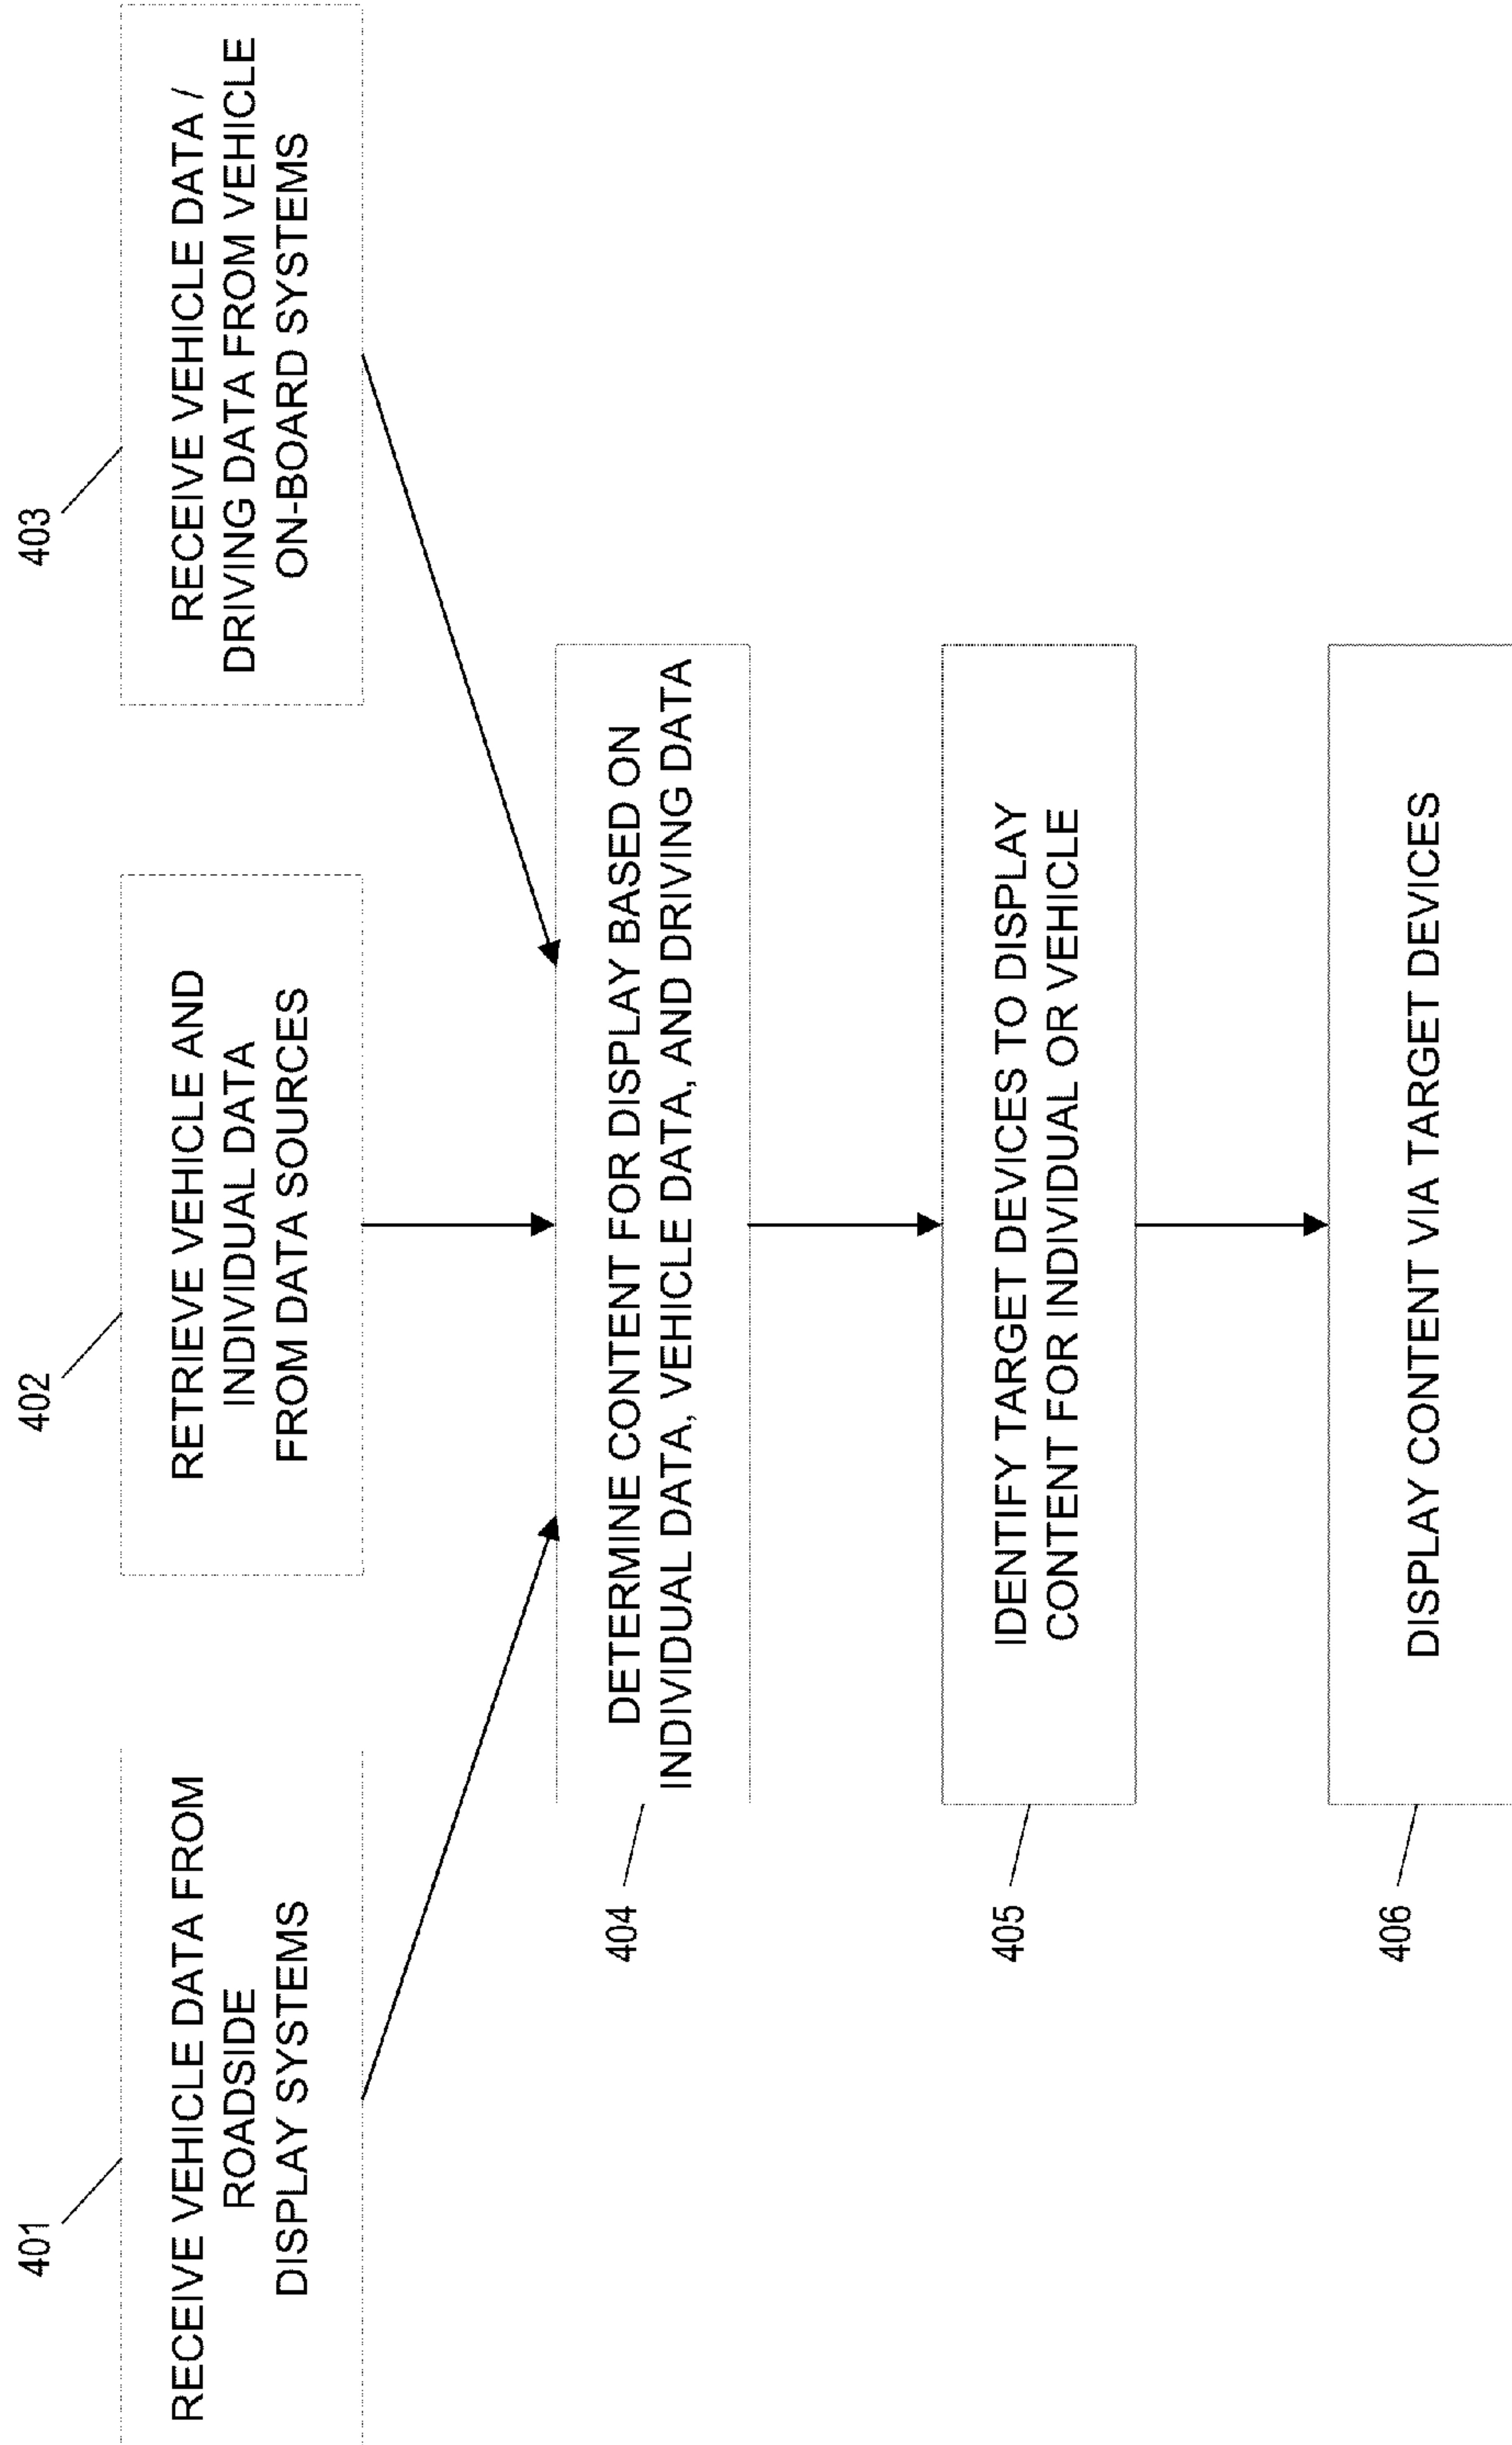 401
RECEIVE VEHICLE DATA FROM
ROADSIDE
DISPLAY SYSTEMS
402
RETRIEVE VEHICLE AND
INDIVIDUAL DATA
FROM DATA SOURCES
403
RECEIVE VEHICLE DATA /
DRIVING DATA FROM VEHICLE
ON-BOARD SYSTEMS
404
DETERMINE CONTENT FOR DISPLAY BASED ON
INDIVIDUAL DATA, VEHICLE DATA, AND DRIVING DATA
405
IDENTIFY TARGET DEVICES TO DISPLAY
CONTENT FOR INDIVIDUAL OR VEHICLE
406
DISPLAY CONTENT VIA TARGET DEVICES